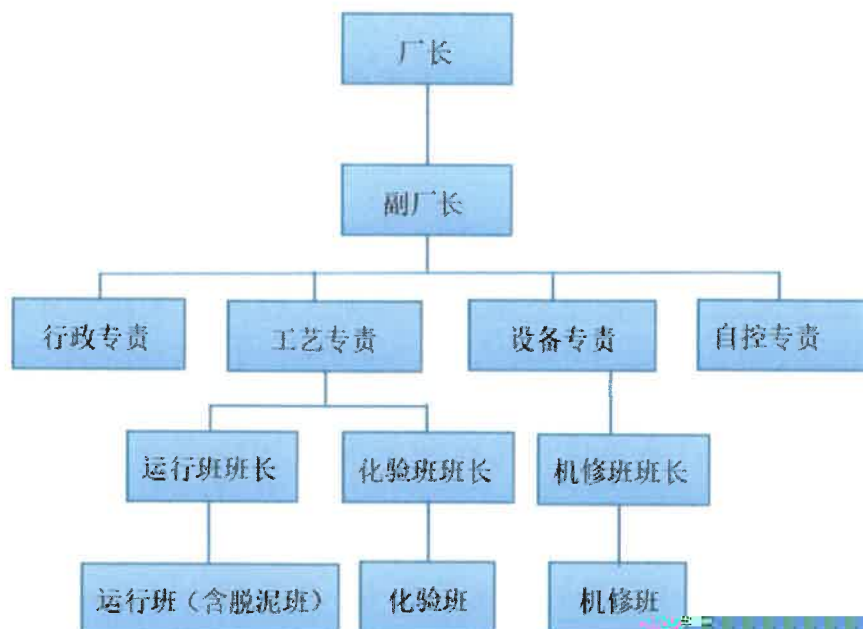 厂长
副厂长
行政专责
工艺专责
设备专责
自控专责
运行班班长
化验班班长
机修班班长
运行班（含脱泥班）
化验班
机修班